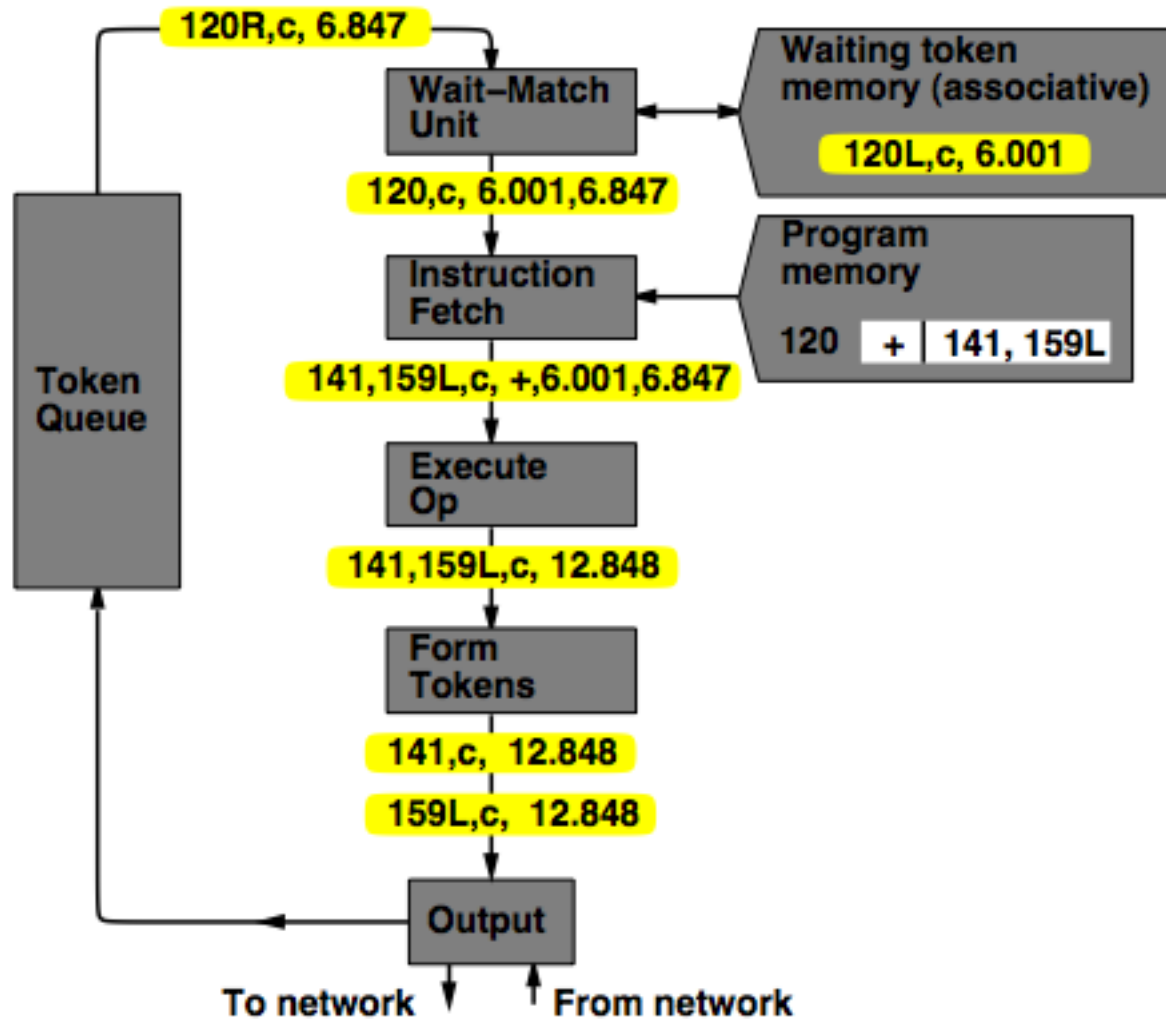 120R,c, 6.847
Wait–Match
Unit
Waiting token
memory (associative)
120L,c, 6.001
120,c, 6.001,6.847
Instruction
Fetch
Program
memory
120 + 141, 159L
141,159L,c, +,6.001,6.847
Token
Queue
Execute
Op
141,159L,c, 12.848
Form
Tokens
141,c, 12.848
159L,c, 12.848
Output
To network
From network